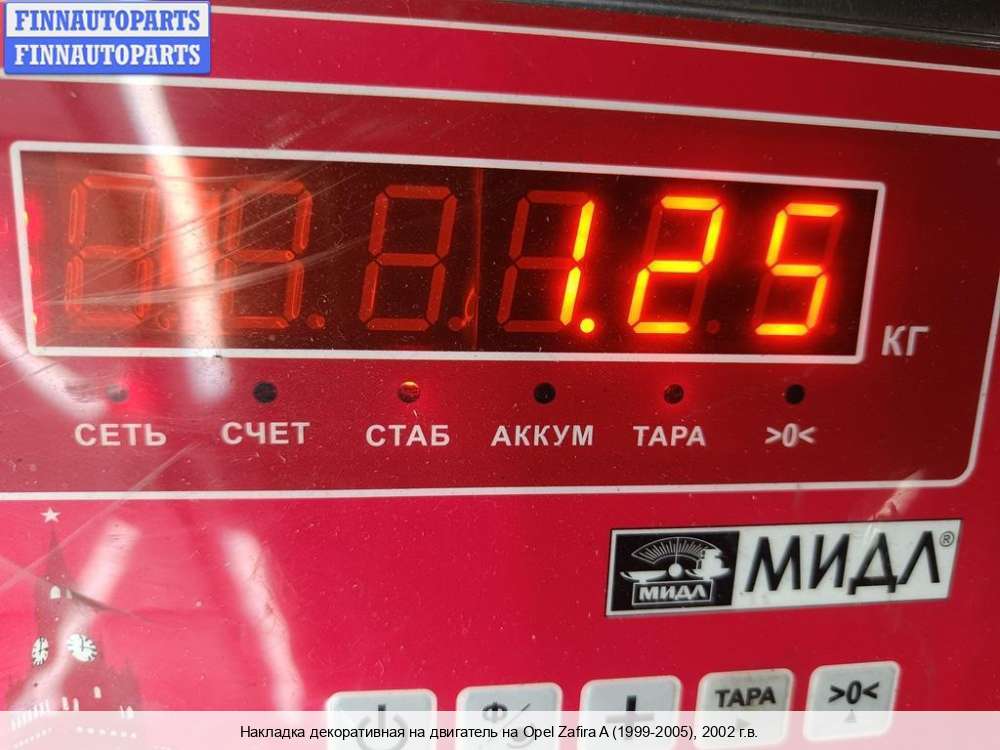 FINNAUTOPARTS
FINNAUTOPARTS
1.25
КГ
СЕТЬ СЧЕТ СТАБ АККУМ ТАРА >0<
МИДЛ МИДЛ®
ТАРА >0<
Накладка декоративная на двигатель на Opel Zafira A (1999-2005), 2002 г.в.